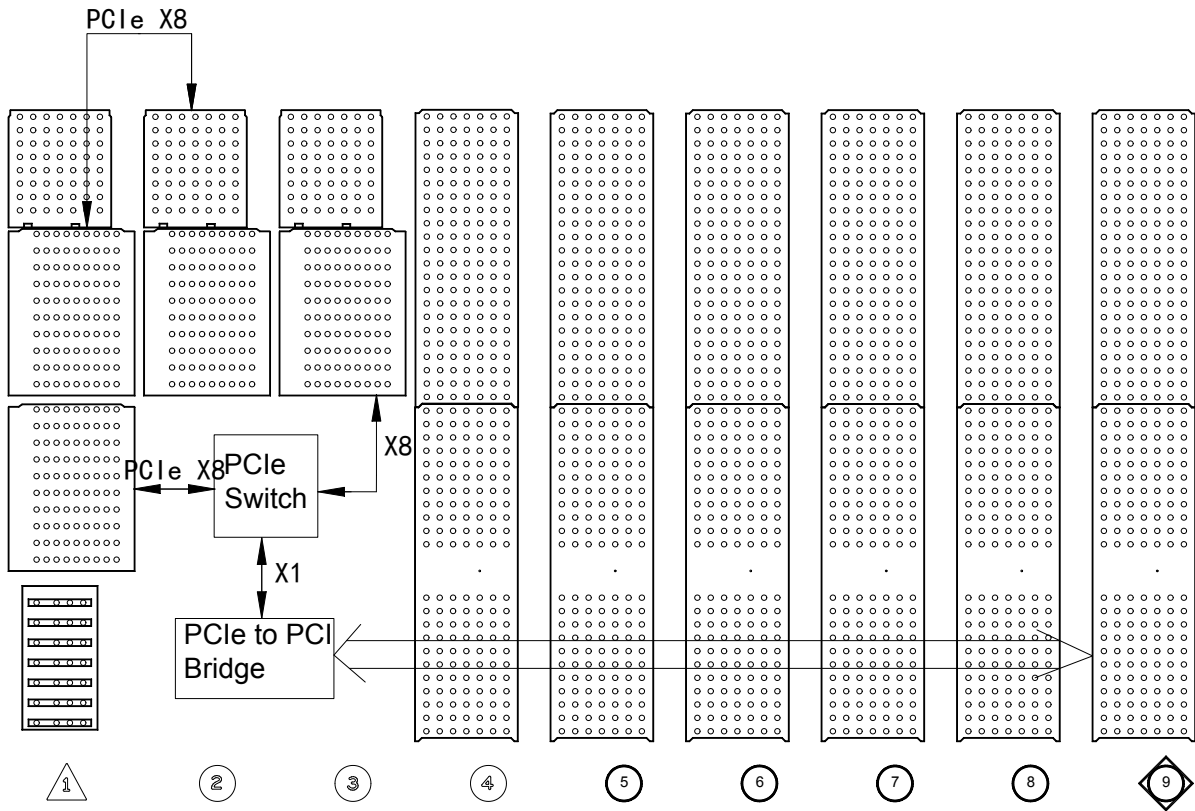 PCIe X8
PCIe X8
PCIe
Switch
X8
X1
PCIe to PCI
Bridge
1
2
3
4
5
6
7
8
9